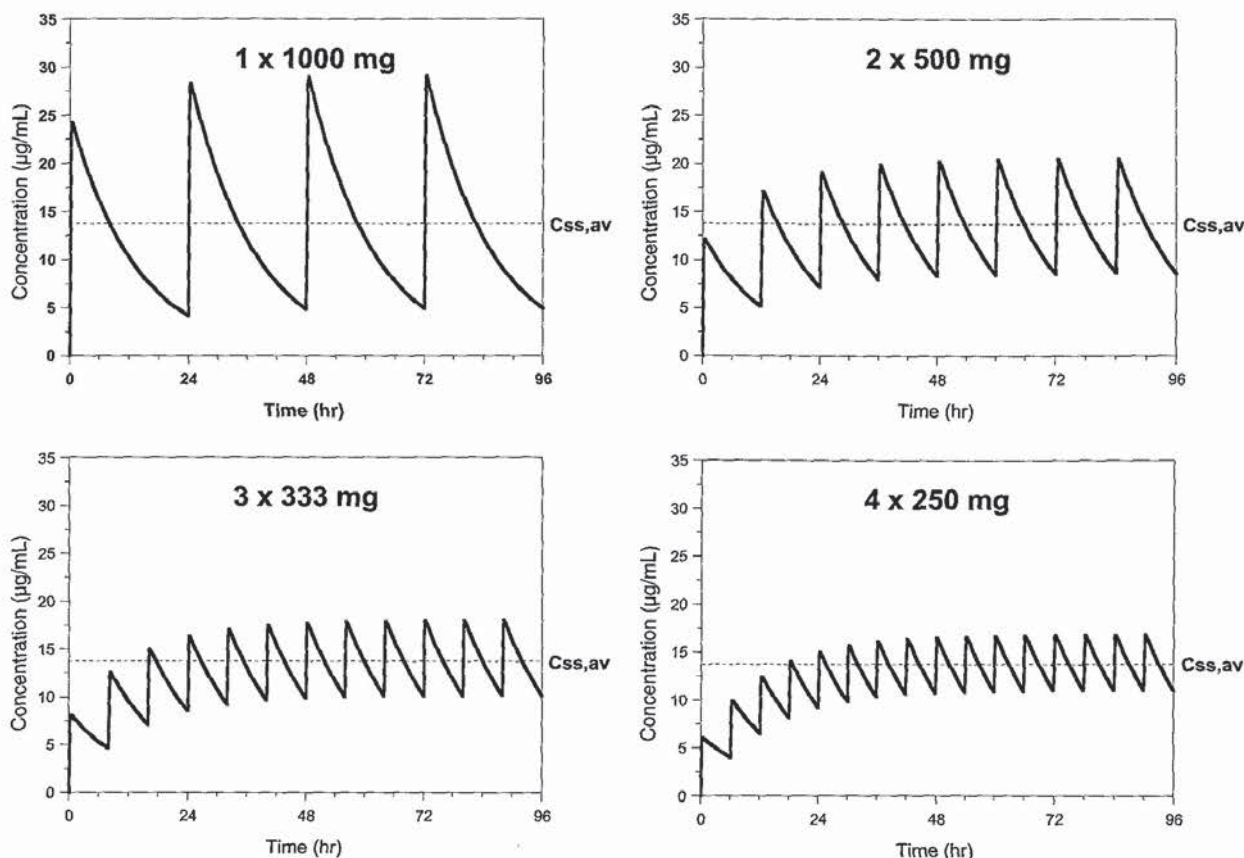 1 x 1000 mg
35
30
25
20
15
10
5
0
Concentration (µg/mL)
Css,av
0 24 48 72 96
Time (hr)
2 x 500 mg
35
30
25
20
15
10
5
0
Concentration (µg/mL)
Css,av
0 24 48 72 96
Time (hr)
3 x 333 mg
35
30
25
20
15
10
5
0
Concentration (µg/mL)
Css,av
0 24 48 72 96
Time (hr)
4 x 250 mg
35
30
25
20
15
10
5
0
Concentration (µg/mL)
Css,av
0 24 48 72 96
Time (hr)